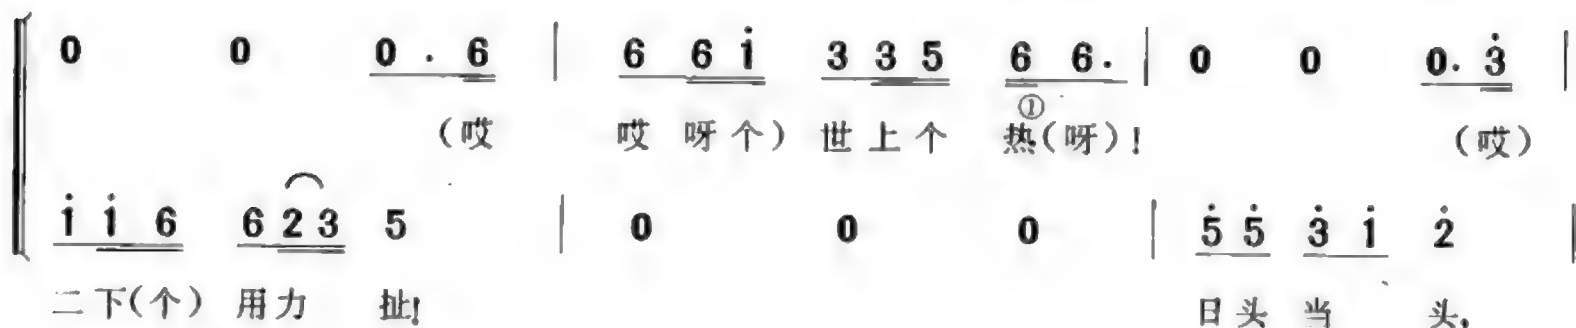 0 0 0 . 6 | 6 6 i̇ 3 3 5 6 6. | 0 0 0. 3̇ |
(哎 哎 呀 个) 世 上 个 热①(呀)! (哎)
i̇ i̇ 6 6 2 3 5 | 0 0 0 | 5̇ 5̇ 3̇ i̇ 2̇ |
二 下(个) 用 力 扯! 日 头 当 头,